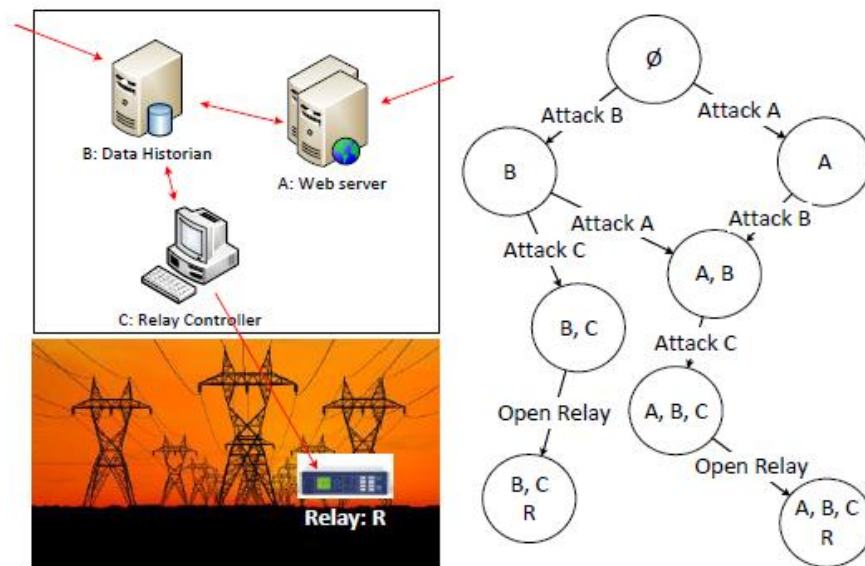 B: Data Historian
A: Web server
C: Relay Controller
Relay: R
Ø
Attack B
Attack A
B
A
Attack A
Attack B
Attack C
A, B
B, C
Attack C
Open Relay
A, B, C
Open Relay
B, C
R
A, B, C
R